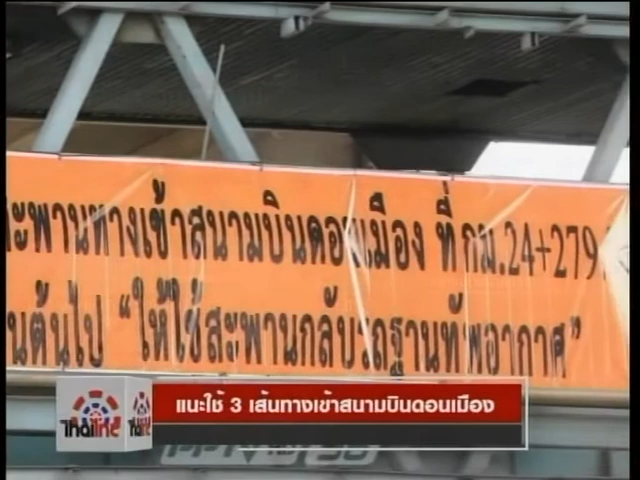 สะพานทางเข้าสนามบินดอนเมือง ที่ กม.24+279
นต้นไป “ให้ใช้สะพานกลับรถฐานทัพอากาศ”
แนะใช้ 3 เส้นทางเข้าสนามบินดอนเมือง
ThaiPBS